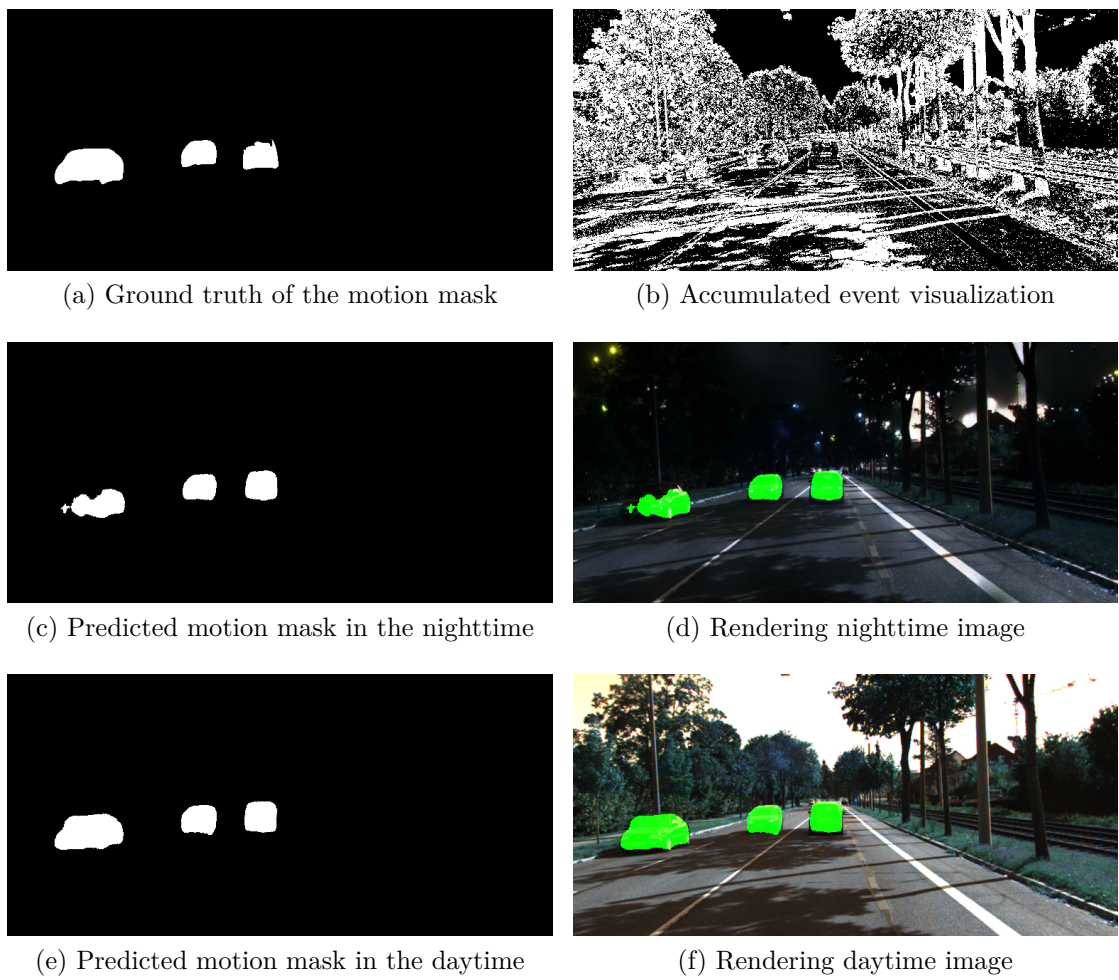 (a) Ground truth of the motion mask
(b) Accumulated event visualization
(c) Predicted motion mask in the nighttime
(d) Rendering nighttime image
(e) Predicted motion mask in the daytime
(f) Rendering daytime image